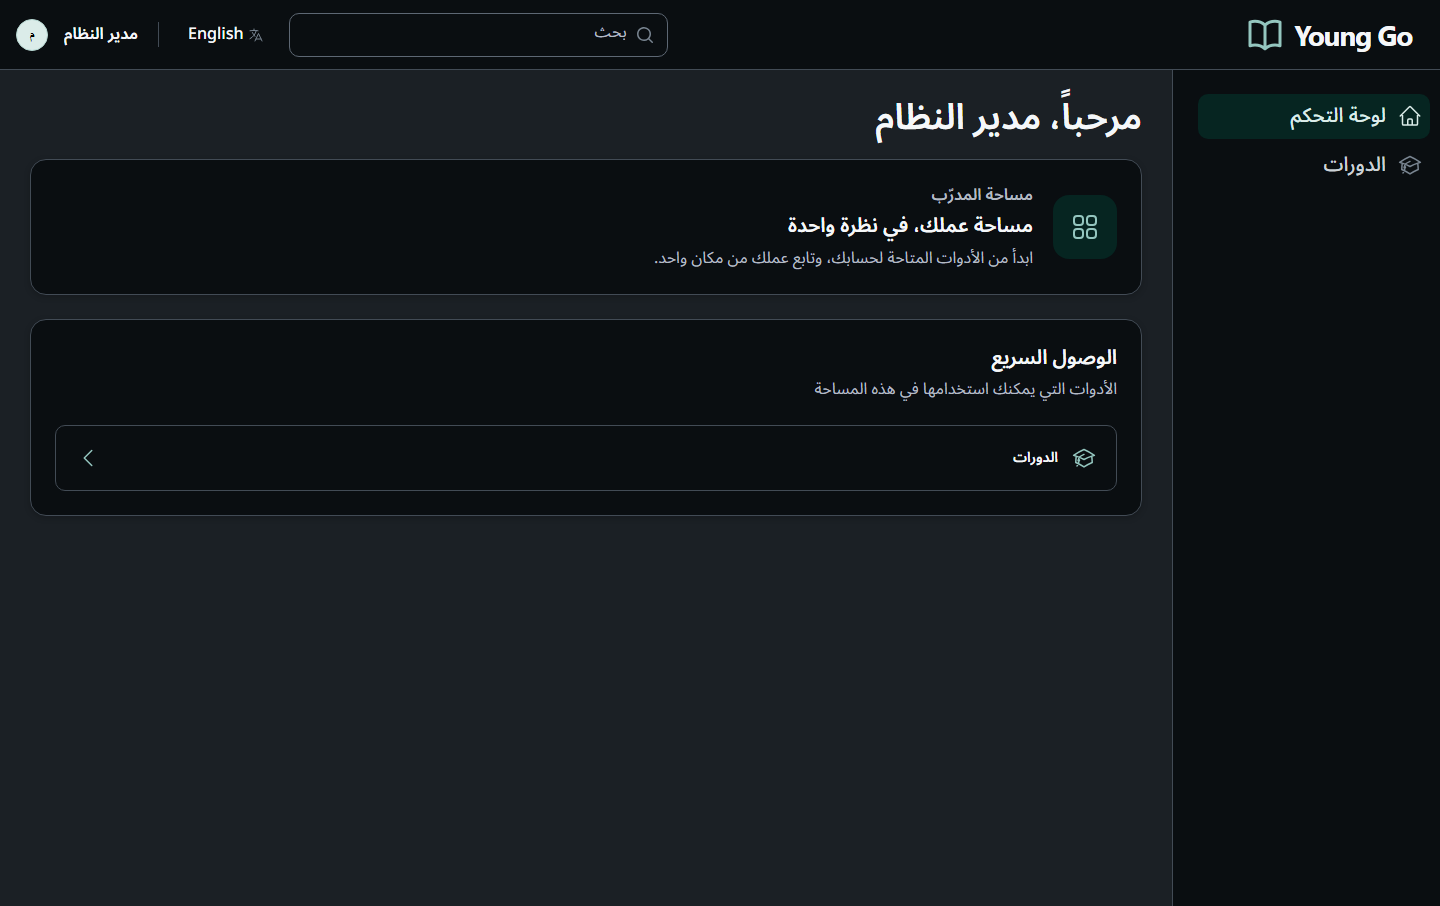 Young Go
بحث
English
مدير النظام
م
لوحة التحكم
الدورات
مرحباً، مدير النظام
مساحة المدرّب
مساحة عملك، في نظرة واحدة
ابدأ من الأدوات المتاحة لحسابك، وتابع عملك من مكان واحد.
الوصول السريع
الأدوات التي يمكنك استخدامها في هذه المساحة
الدورات